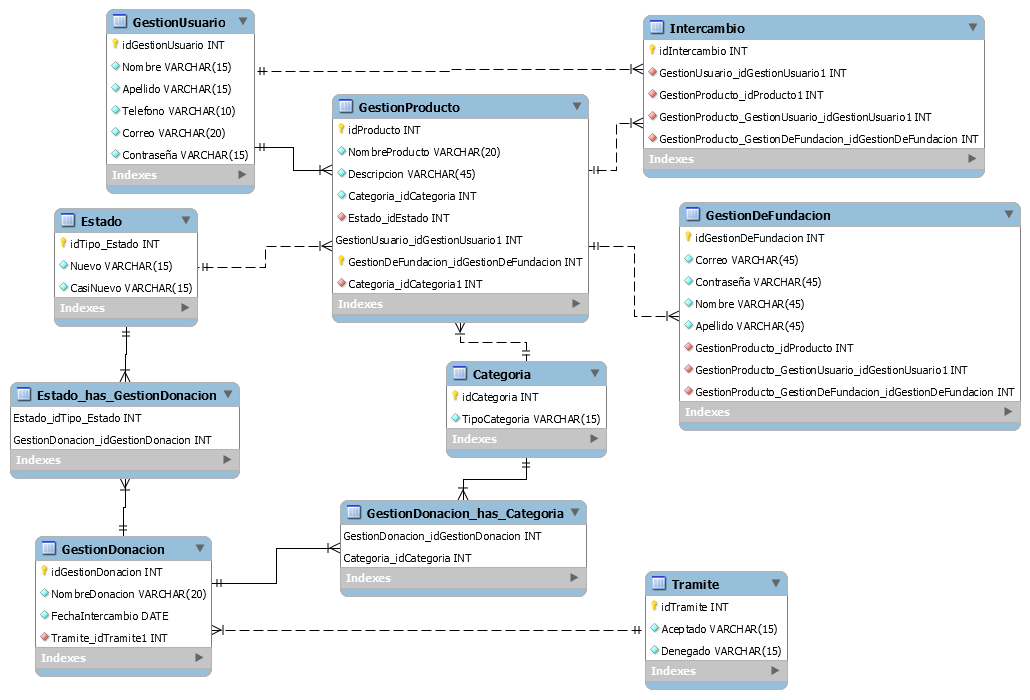 GestionUsuario
idGestionUsuario INT
Nombre VARCHAR(15)
Apellido VARCHAR(15)
Telefono VARCHAR(10)
Correo VARCHAR(20)
Contraseña VARCHAR(15)
Indexes
Intercambio
idIntercambio INT
GestionUsuario_idGestionUsuario1 INT
GestionProducto_idProducto1 INT
GestionProducto_GestionUsuario_idGestionUsuario1 INT
GestionProducto_GestionDeFundacion_idGestionDeFundacion INT
Indexes
GestionProducto
idProducto INT
NombreProducto VARCHAR(20)
Descripcion VARCHAR(45)
Categoria_idCategoria INT
Estado_idEstado INT
GestionUsuario_idGestionUsuario1 INT
GestionDeFundacion_idGestionDeFundacion INT
Categoria_idCategoria1 INT
Indexes
Estado
idTipo_Estado INT
Nuevo VARCHAR(15)
CasiNuevo VARCHAR(15)
Indexes
GestionDeFundacion
idGestionDeFundacion INT
Correo VARCHAR(45)
Contraseña VARCHAR(45)
Nombre VARCHAR(45)
Apellido VARCHAR(45)
GestionProducto_idProducto INT
GestionProducto_GestionUsuario_idGestionUsuario1 INT
GestionProducto_GestionDeFundacion_idGestionDeFundacion INT
Indexes
Estado_has_GestionDonacion
Estado_idTipo_Estado INT
GestionDonacion_idGestionDonacion INT
Indexes
Categoria
idCategoria INT
TipoCategoria VARCHAR(15)
Indexes
GestionDonacion_has_Categoria
GestionDonacion_idGestionDonacion INT
Categoria_idCategoria INT
Indexes
GestionDonacion
idGestionDonacion INT
NombreDonacion VARCHAR(20)
FechaIntercambio DATE
Tramite_idTramite1 INT
Indexes
Tramite
idTramite INT
Aceptado VARCHAR(15)
Denegado VARCHAR(15)
Indexes